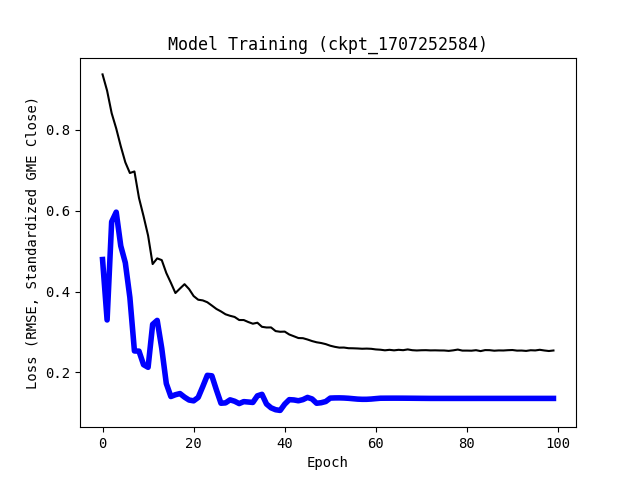 Model Training (ckpt_1707252584)
Loss (RMSE, Standardized GME Close)
0.8
0.6
0.4
0.2
0 20 40 60 80 100
Epoch